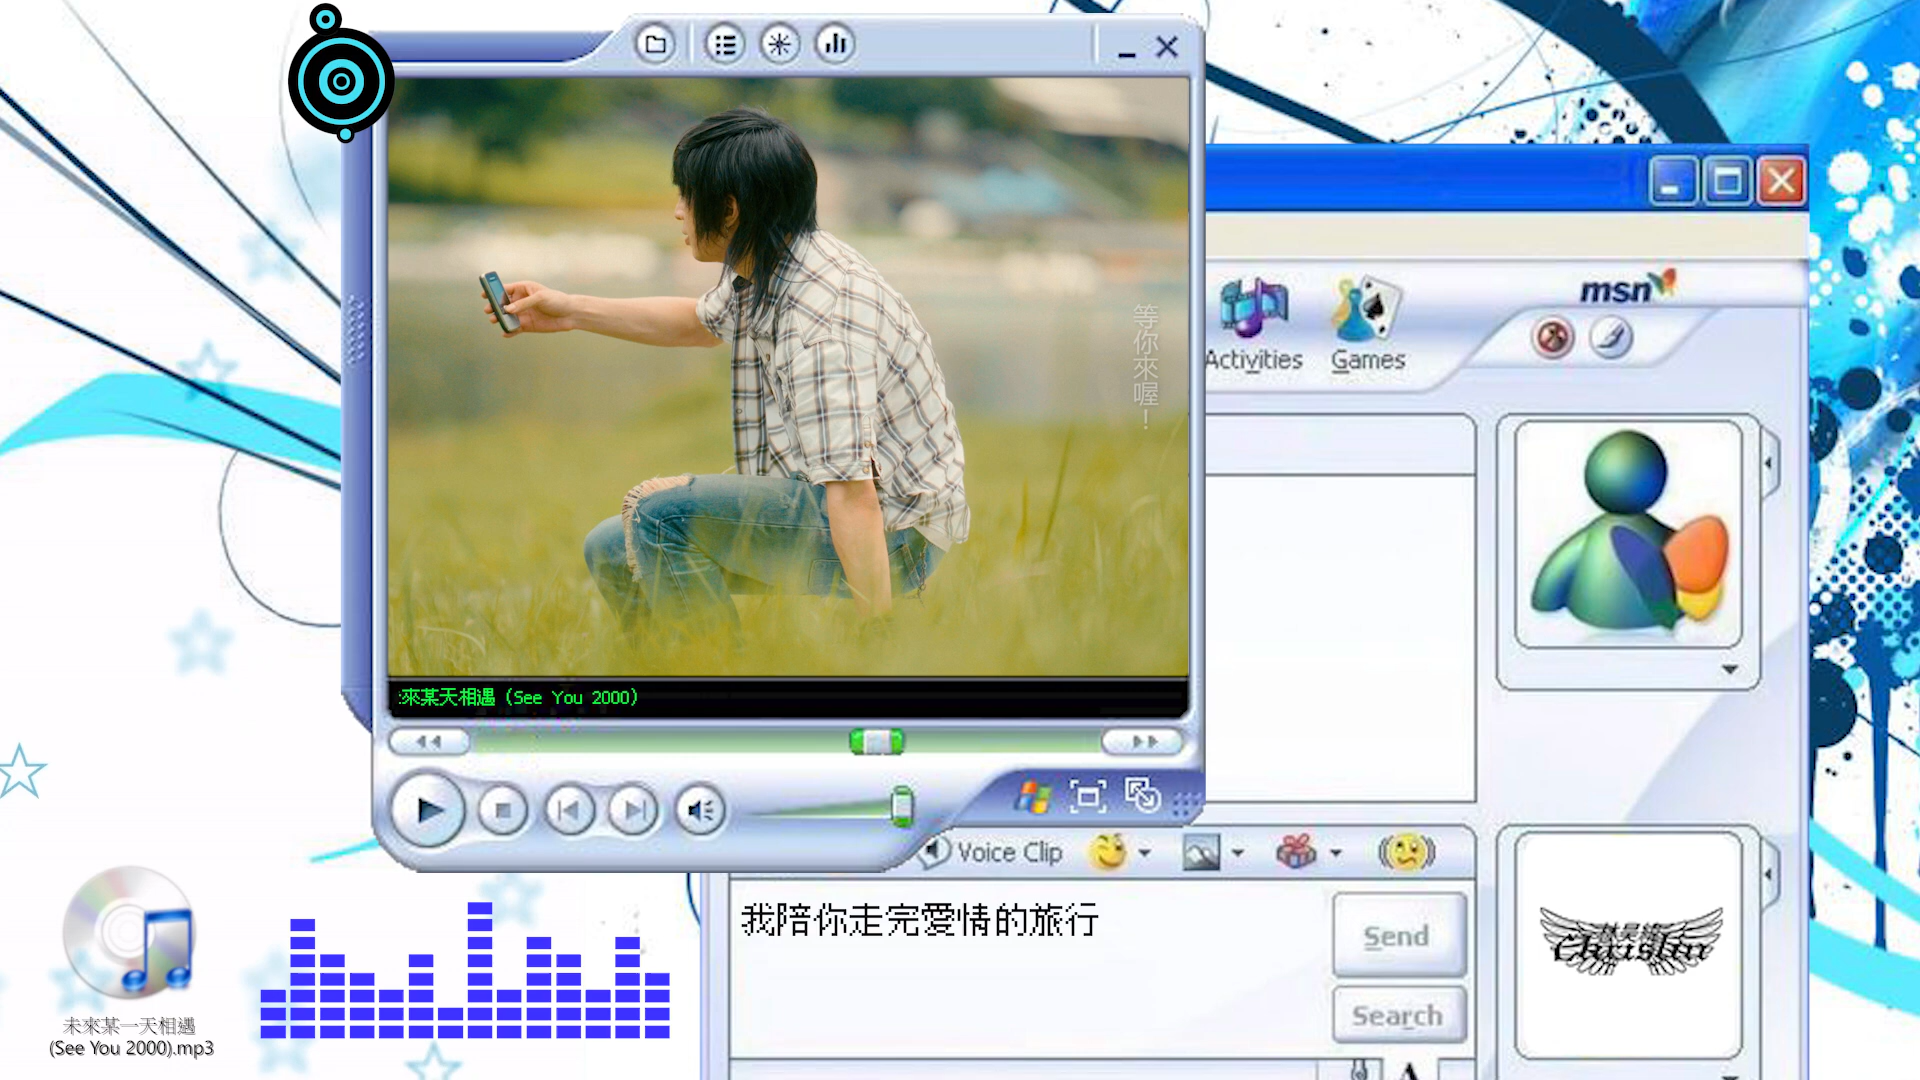 等你來喔！
:來某天相遇 (See You 2000)
Activities
Games
msn
Voice Clip
我陪你走完愛情的旅行
Send
Search
未來某一天相遇
(See You 2000).mp3
A